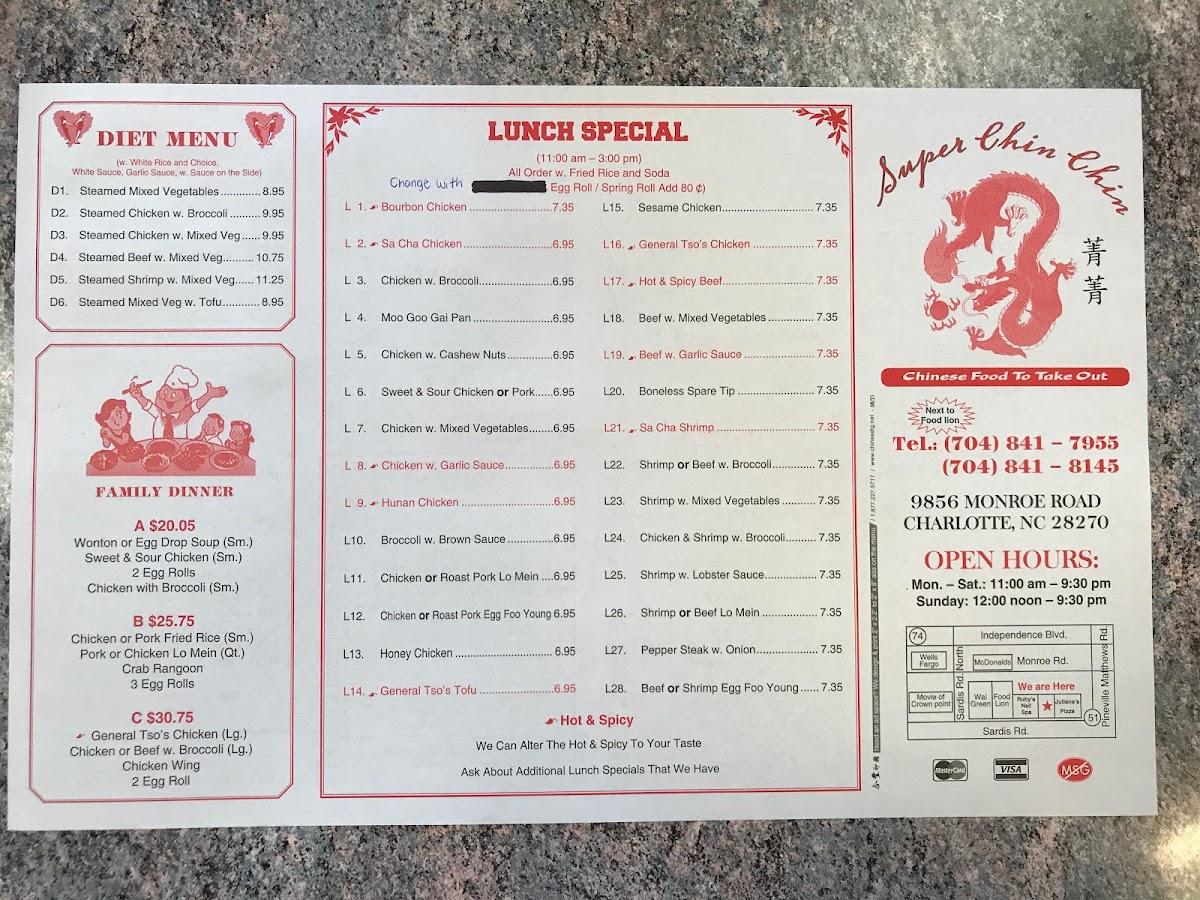 DIET MENU
(w. White Rice and Choice,
White Sauce, Garlic Sauce, w. Sauce on the Side)
D1. Steamed Mixed Vegetables............. 8.95
D2. Steamed Chicken w. Broccoli .......... 9.95
D3. Steamed Chicken w. Mixed Veg...... 9.95
D4. Steamed Beef w. Mixed Veg.......... 10.75
D5. Steamed Shrimp w. Mixed Veg...... 11.25
D6. Steamed Mixed Veg w. Tofu............ 8.95
FAMILY DINNER
A $20.05
Wonton or Egg Drop Soup (Sm.)
Sweet & Sour Chicken (Sm.)
2 Egg Rolls
Chicken with Broccoli (Sm.)
B $25.75
Chicken or Pork Fried Rice (Sm.)
Pork or Chicken Lo Mein (Qt.)
Crab Rangoon
3 Egg Rolls
C $30.75
General Tso's Chicken (Lg.)
Chicken or Beef w. Broccoli (Lg.)
Chicken Wing
2 Egg Roll
LUNCH SPECIAL
(11:00 am – 3:00 pm)
All Order w. Fried Rice and Soda
Change with Egg Roll / Spring Roll Add 80 ¢)
L 1. Bourbon Chicken ...........................7.35
L 2. Sa Cha Chicken.............................6.95
L 3. Chicken w. Broccoli........................6.95
L 4. Moo Goo Gai Pan ..........................6.95
L 5. Chicken w. Cashew Nuts...............6.95
L 6. Sweet & Sour Chicken or Pork......6.95
L 7. Chicken w. Mixed Vegetables........6.95
L 8. Chicken w. Garlic Sauce................6.95
L 9. Hunan Chicken ..............................6.95
L10. Broccoli w. Brown Sauce ...............6.95
L11. Chicken or Roast Pork Lo Mein ....6.95
L12. Chicken or Roast Pork Egg Foo Young 6.95
L13. Honey Chicken ................................ 6.95
L14. General Tso's Tofu .........................6.95
L15. Sesame Chicken.............................. 7.35
L16. General Tso's Chicken .................... 7.35
L17. Hot & Spicy Beef.............................. 7.35
L18. Beef w. Mixed Vegetables ............... 7.35
L19. Beef w. Garlic Sauce ....................... 7.35
L20. Boneless Spare Tip ......................... 7.35
L21. Sa Cha Shrimp ................................ 7.35
L22. Shrimp or Beef w. Broccoli.............. 7.35
L23. Shrimp w. Mixed Vegetables ........... 7.35
L24. Chicken & Shrimp w. Broccoli.......... 7.35
L25. Shrimp w. Lobster Sauce................. 7.35
L26. Shrimp or Beef Lo Mein .................. 7.35
L27. Pepper Steak w. Onion.................... 7.35
L28. Beef or Shrimp Egg Foo Young ...... 7.35
Hot & Spicy
We Can Alter The Hot & Spicy To Your Taste
Ask About Additional Lunch Specials That We Have
Super Chin Chin
菁菁
Chinese Food To Take Out
Next to
Food lion
Tel.: (704) 841 – 7955
(704) 841 – 8145
9856 MONROE ROAD
CHARLOTTE, NC 28270
OPEN HOURS:
Mon. – Sat.: 11:00 am – 9:30 pm
Sunday: 12:00 noon – 9:30 pm
74
Independence Blvd.
Wells
Fargo
Sardis Rd. North
McDonalds
Monroe Rd.
Pineville Matthews Rd.
We are Here
Movie of
Crown point
Wal
Green
Food
Lion
Ruby's
Nail
Spa
Juliana's
Pizza
51
Sardis Rd.
MasterCard
VISA
MSG